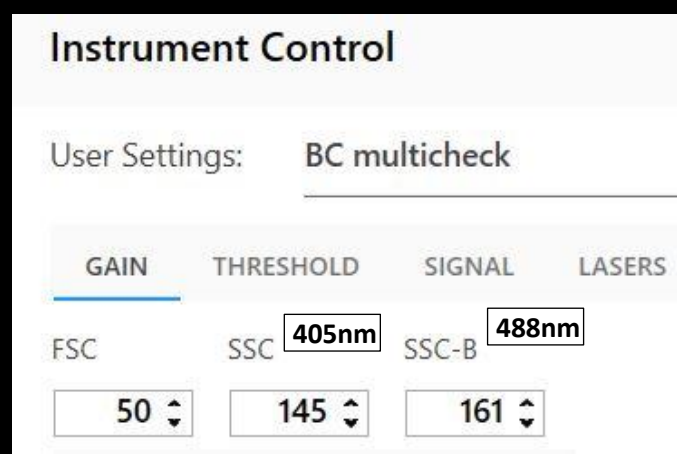 Instrument Control
User Settings: BC multicheck
GAIN THRESHOLD SIGNAL LASERS
FSC SSC 405nm SSC-B 488nm
50 145 161